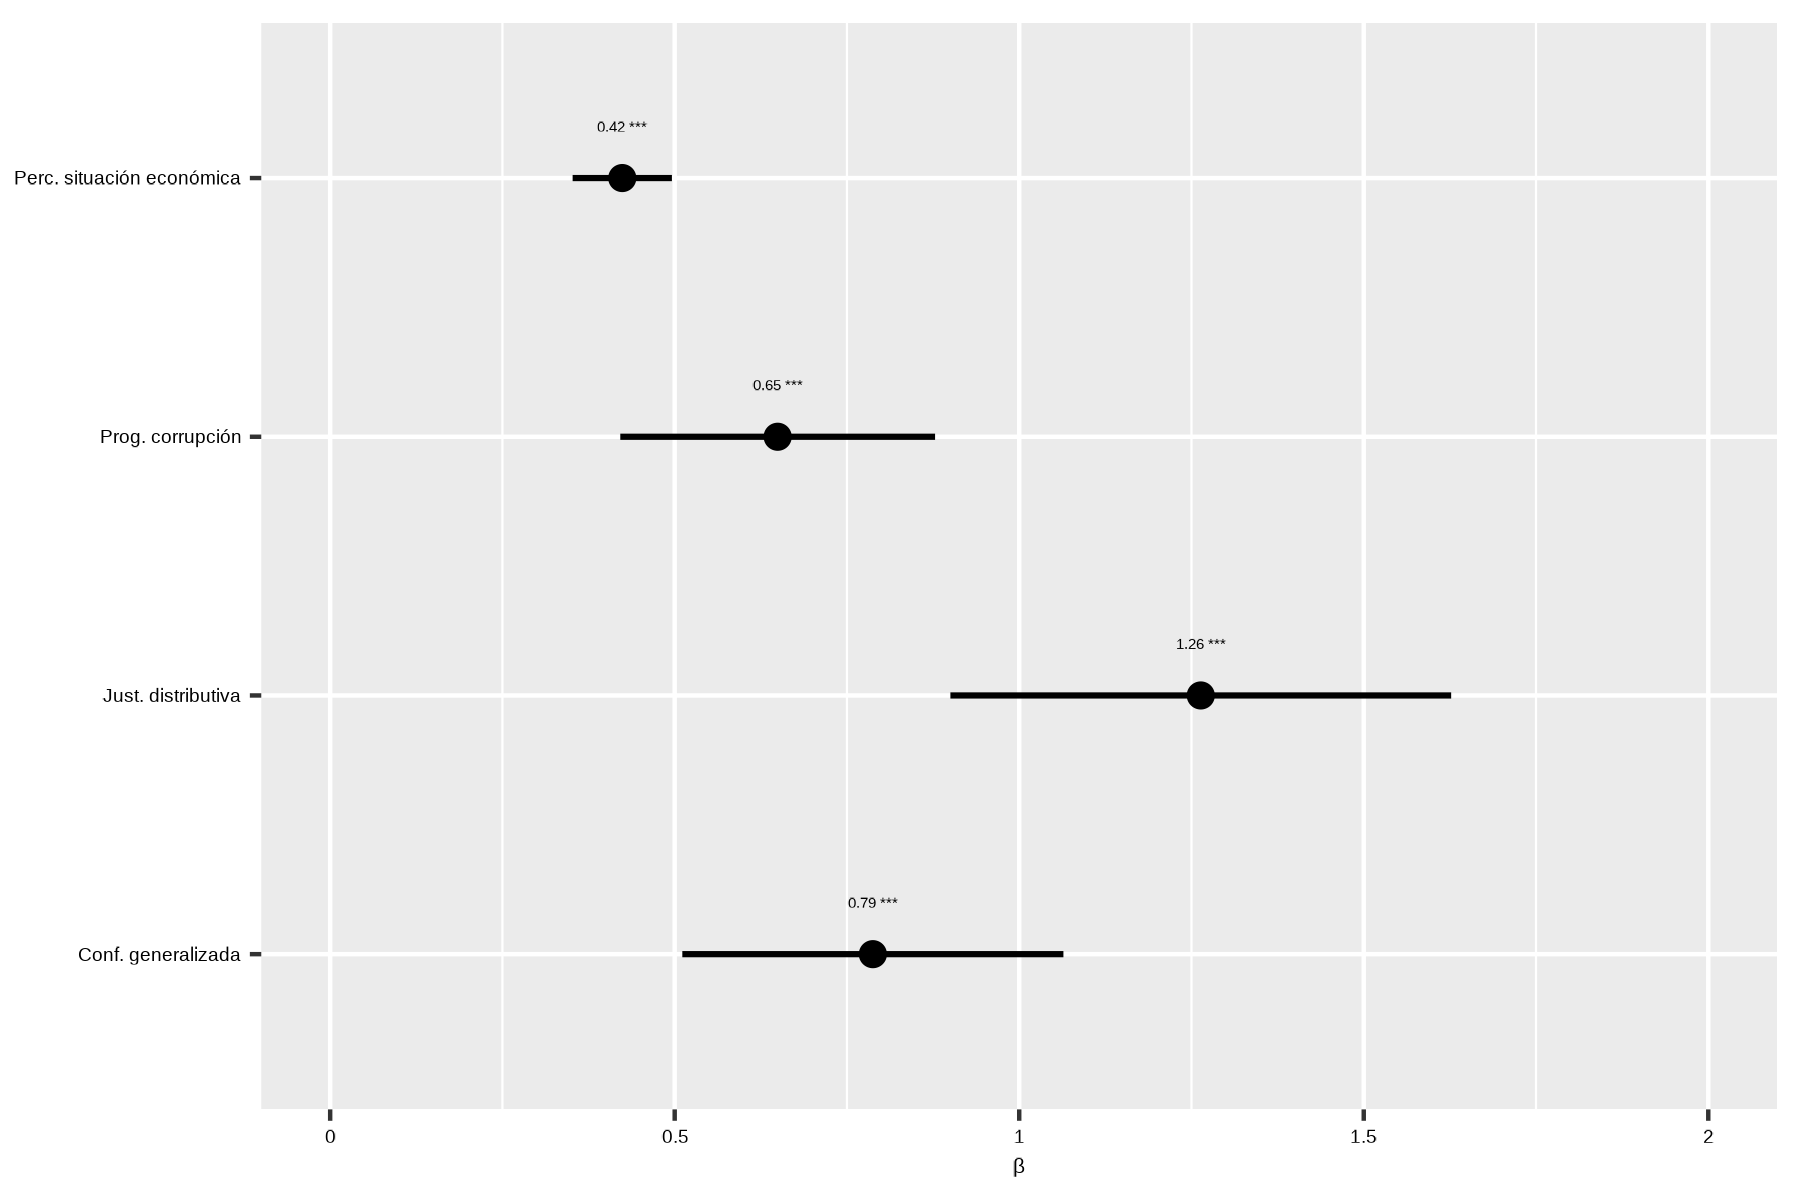 0.42 ***
Perc. situación económica
0.65 ***
Prog. corrupción
1.26 ***
Just. distributiva
0.79 ***
Conf. generalizada
0
0.5
1
1.5
2
β